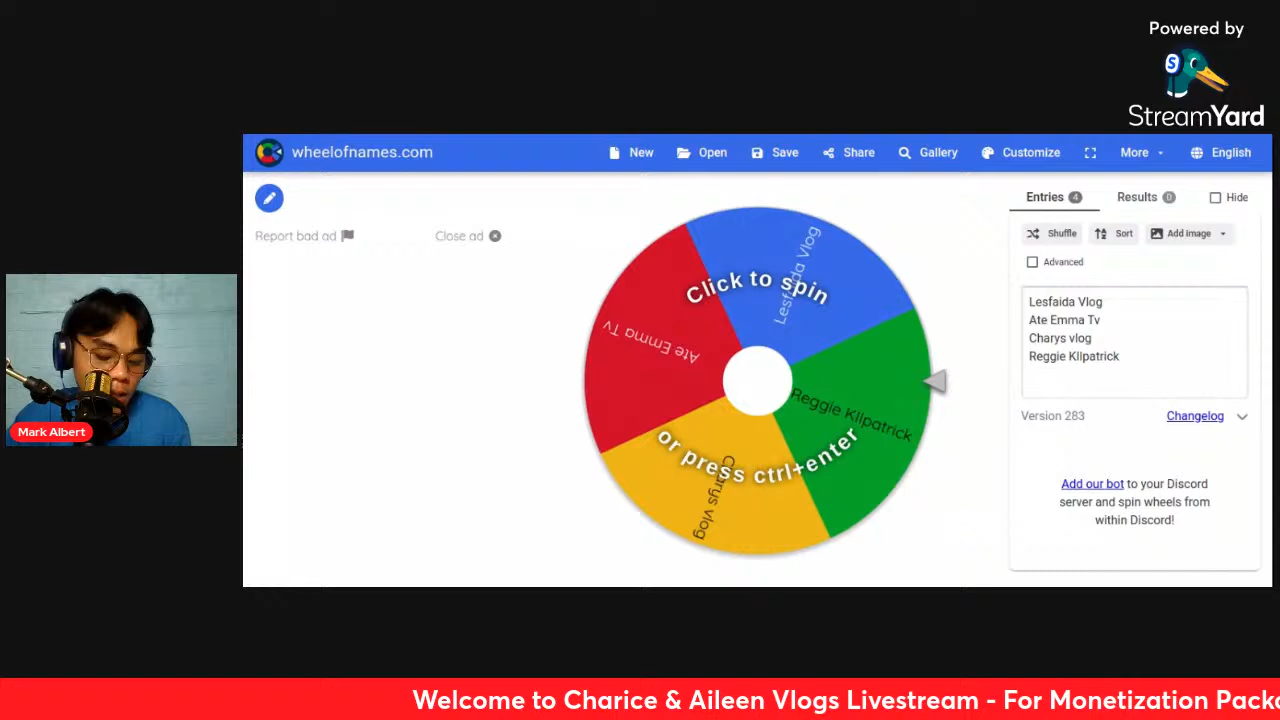 Powered by
StreamYard
wheelofnames.com
New
Open
Save
Share
Gallery
Customize
More
English
Report bad ad
Close ad
Entries 4
Results 0
Hide
Shuffle
Sort
Add image
Advanced
Lesfaida Vlog
Ate Emma Tv
Charys vlog
Reggie KIlpatrick
Version 283
Changelog
Add our bot to your Discord
server and spin wheels from
within Discord!
Click to spin
or press ctrl+enter
Lesfaida Vlog
Ate Emma Tv
Reggie KIlpatrick
Charys vlog
Mark Albert
Welcome to Charice & Aileen Vlogs Livestream - For Monetization Packa